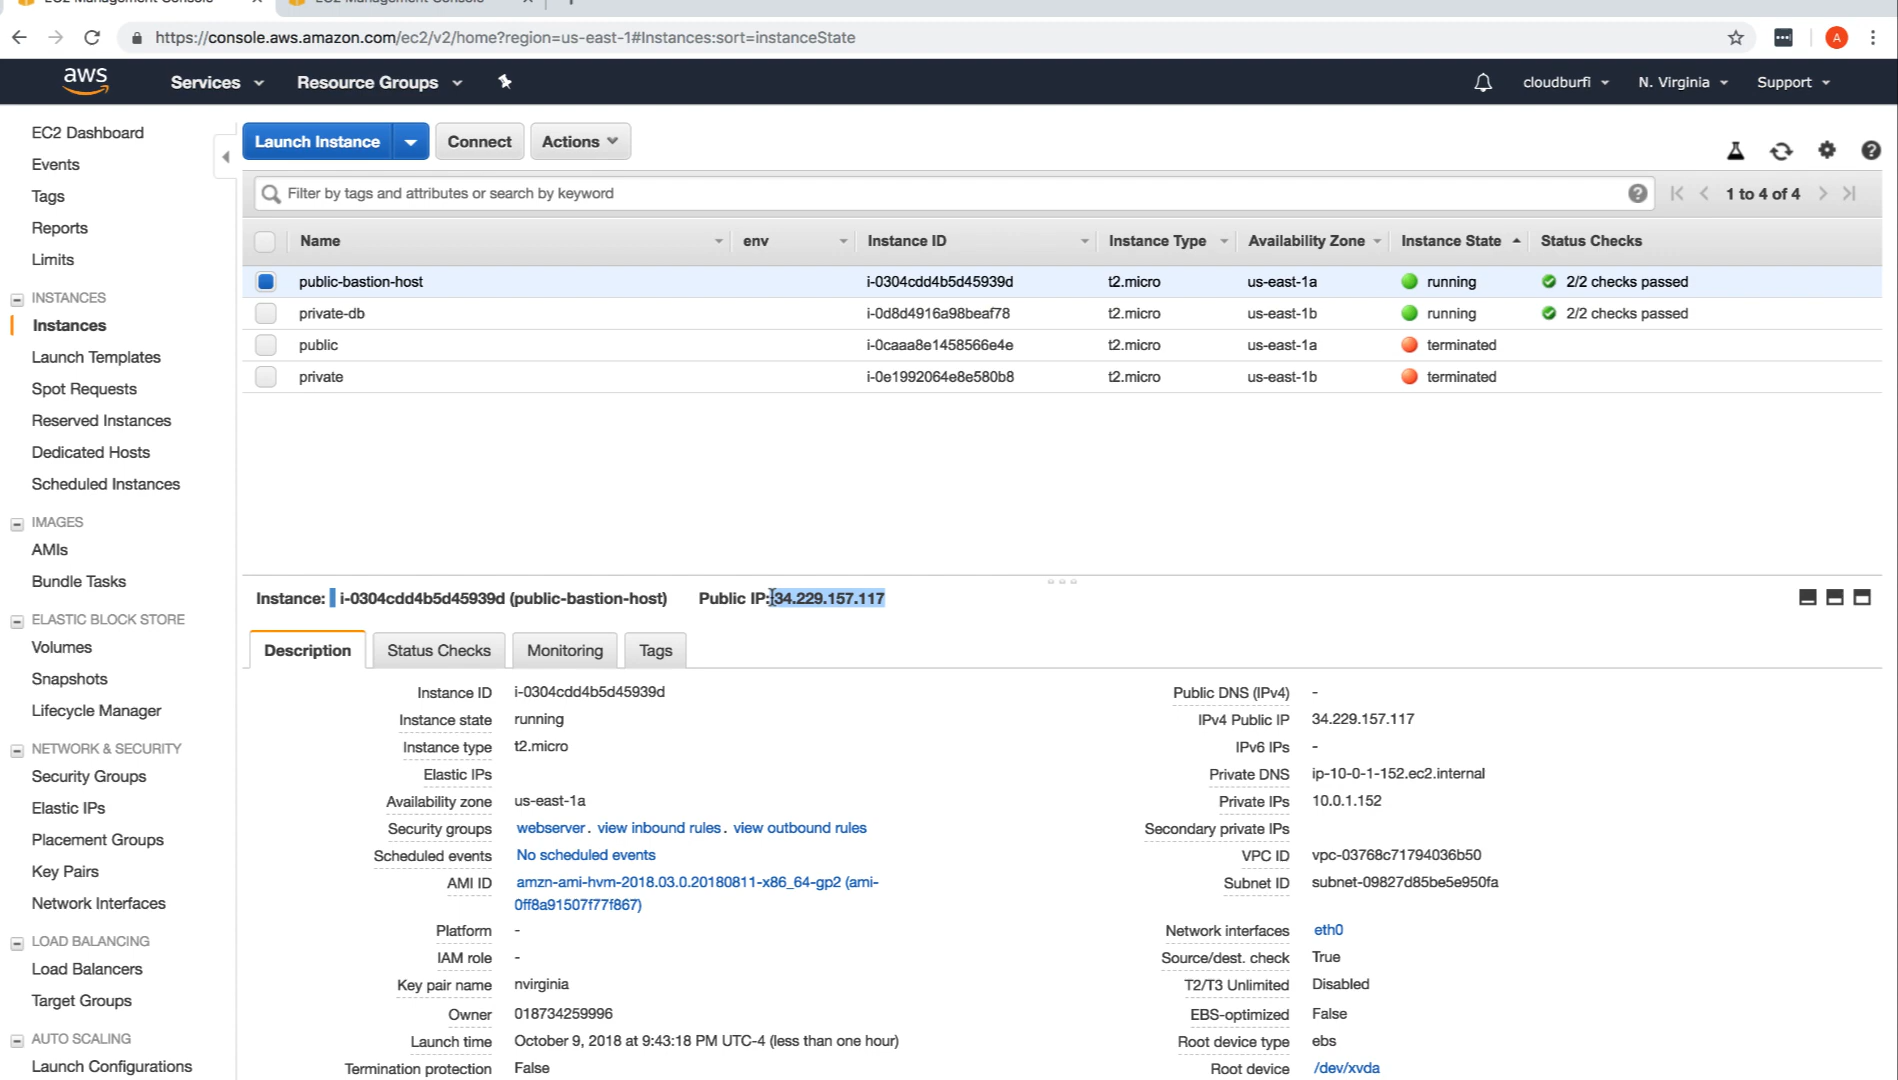 EC2 Management Console
EC2 Management Console
https://console.aws.amazon.com/ec2/v2/home?region=us-east-1#Instances:sort=instanceState
A
aws
Services
Resource Groups
cloudburfi
N. Virginia
Support
EC2 Dashboard
Events
Tags
Reports
Limits
INSTANCES
Instances
Launch Templates
Spot Requests
Reserved Instances
Dedicated Hosts
Scheduled Instances
IMAGES
AMIs
Bundle Tasks
ELASTIC BLOCK STORE
Volumes
Snapshots
Lifecycle Manager
NETWORK & SECURITY
Security Groups
Elastic IPs
Placement Groups
Key Pairs
Network Interfaces
LOAD BALANCING
Load Balancers
Target Groups
AUTO SCALING
Launch Configurations
Launch Instance
Connect
Actions
Filter by tags and attributes or search by keyword
1 to 4 of 4
Name env Instance ID Instance Type Availability Zone Instance State Status Checks
public-bastion-host i-0304cdd4b5d45939d t2.micro us-east-1a running 2/2 checks passed
private-db i-0d8d4916a98beaf78 t2.micro us-east-1b running 2/2 checks passed
public i-0caaa8e1458566e4e t2.micro us-east-1a terminated
private i-0e1992064e8e580b8 t2.micro us-east-1b terminated
Instance: i-0304cdd4b5d45939d (public-bastion-host) Public IP: 34.229.157.117
Description
Status Checks
Monitoring
Tags
Instance ID i-0304cdd4b5d45939d
Instance state running
Instance type t2.micro
Elastic IPs
Availability zone us-east-1a
Security groups webserver. view inbound rules. view outbound rules
Scheduled events No scheduled events
AMI ID amzn-ami-hvm-2018.03.0.20180811-x86_64-gp2 (ami-
0ff8a91507f77f867)
Platform -
IAM role -
Key pair name nvirginia
Owner 018734259996
Launch time October 9, 2018 at 9:43:18 PM UTC-4 (less than one hour)
Termination protection False
Public DNS (IPv4) -
IPv4 Public IP 34.229.157.117
IPv6 IPs -
Private DNS ip-10-0-1-152.ec2.internal
Private IPs 10.0.1.152
Secondary private IPs
VPC ID vpc-03768c71794036b50
Subnet ID subnet-09827d85be5e950fa
Network interfaces eth0
Source/dest. check True
T2/T3 Unlimited Disabled
EBS-optimized False
Root device type ebs
Root device /dev/xvda